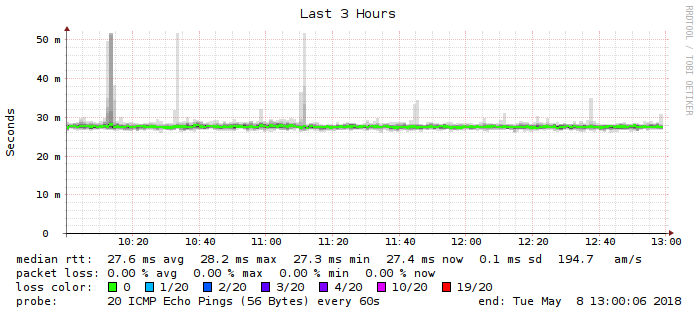 Last 3 Hours
RRDTOOL / TOBI OETIKER
Seconds
50 m
40 m
30 m
20 m
10 m
0
10:20 10:40 11:00 11:20 11:40 12:00 12:20 12:40 13:00
median rtt: 27.6 ms avg 28.2 ms max 27.3 ms min 27.4 ms now 0.1 ms sd 194.7 am/s
packet loss: 0.00 % avg 0.00 % max 0.00 % min 0.00 % now
loss color: 0 1/20 2/20 3/20 4/20 10/20 19/20
probe: 20 ICMP Echo Pings (56 Bytes) every 60s end: Tue May 8 13:00:06 2018